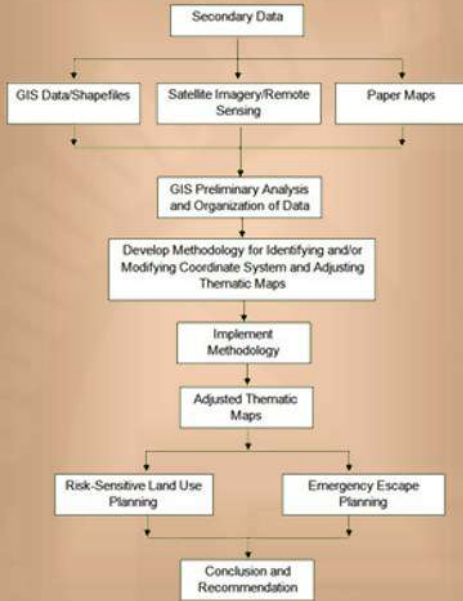 Secondary Data
GIS Data/Shapefiles
Satellite Imagery/Remote
Sensing
Paper Maps
GIS Preliminary Analysis
and Organization of Data
Develop Methodology for Identifying and/or
Modifying Coordinate System and Adjusting
Thematic Maps
Implement
Methodology
Adjusted Thematic
Maps
Risk-Sensitive Land Use
Planning
Emergency Escape
Planning
Conclusion and
Recommendation